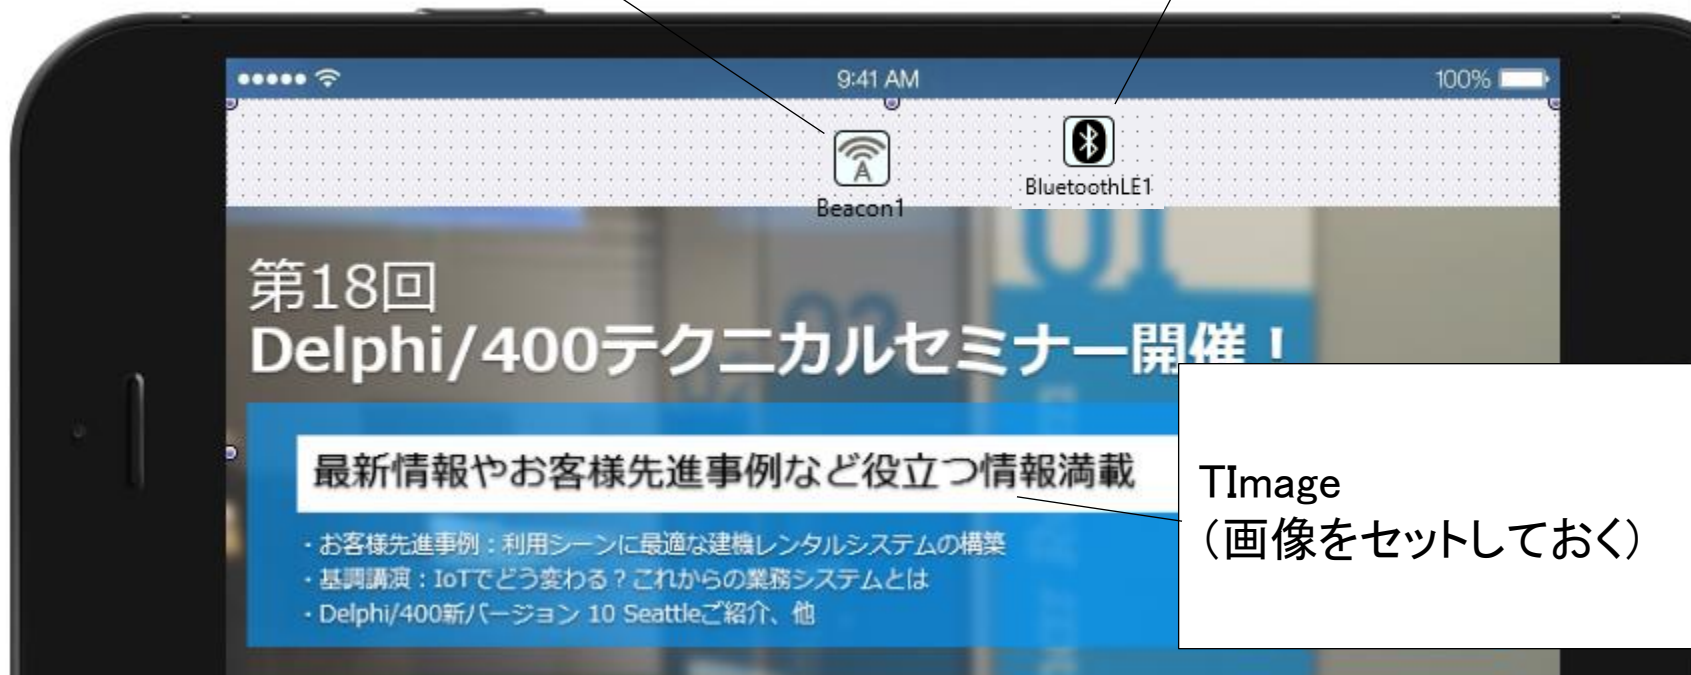 9:41 AM
100%
Beacon1
BluetoothLE1
01
02
第18回
Delphi/400テクニカルセミナー開催！
最新情報やお客様先進事例など役立つ情報満載
・お客様先進事例：利用シーンに最適な建機レンタルシステムの構築
・基調講演：IoTでどう変わる？これからの業務システムとは
・Delphi/400新バージョン 10 Seattleご紹介、他
TImage
（画像をセットしておく）